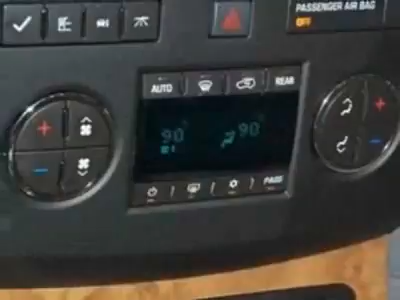 PASSENGER AIR BAG
OFF
AUTO
REAR
90° 90°
PASS